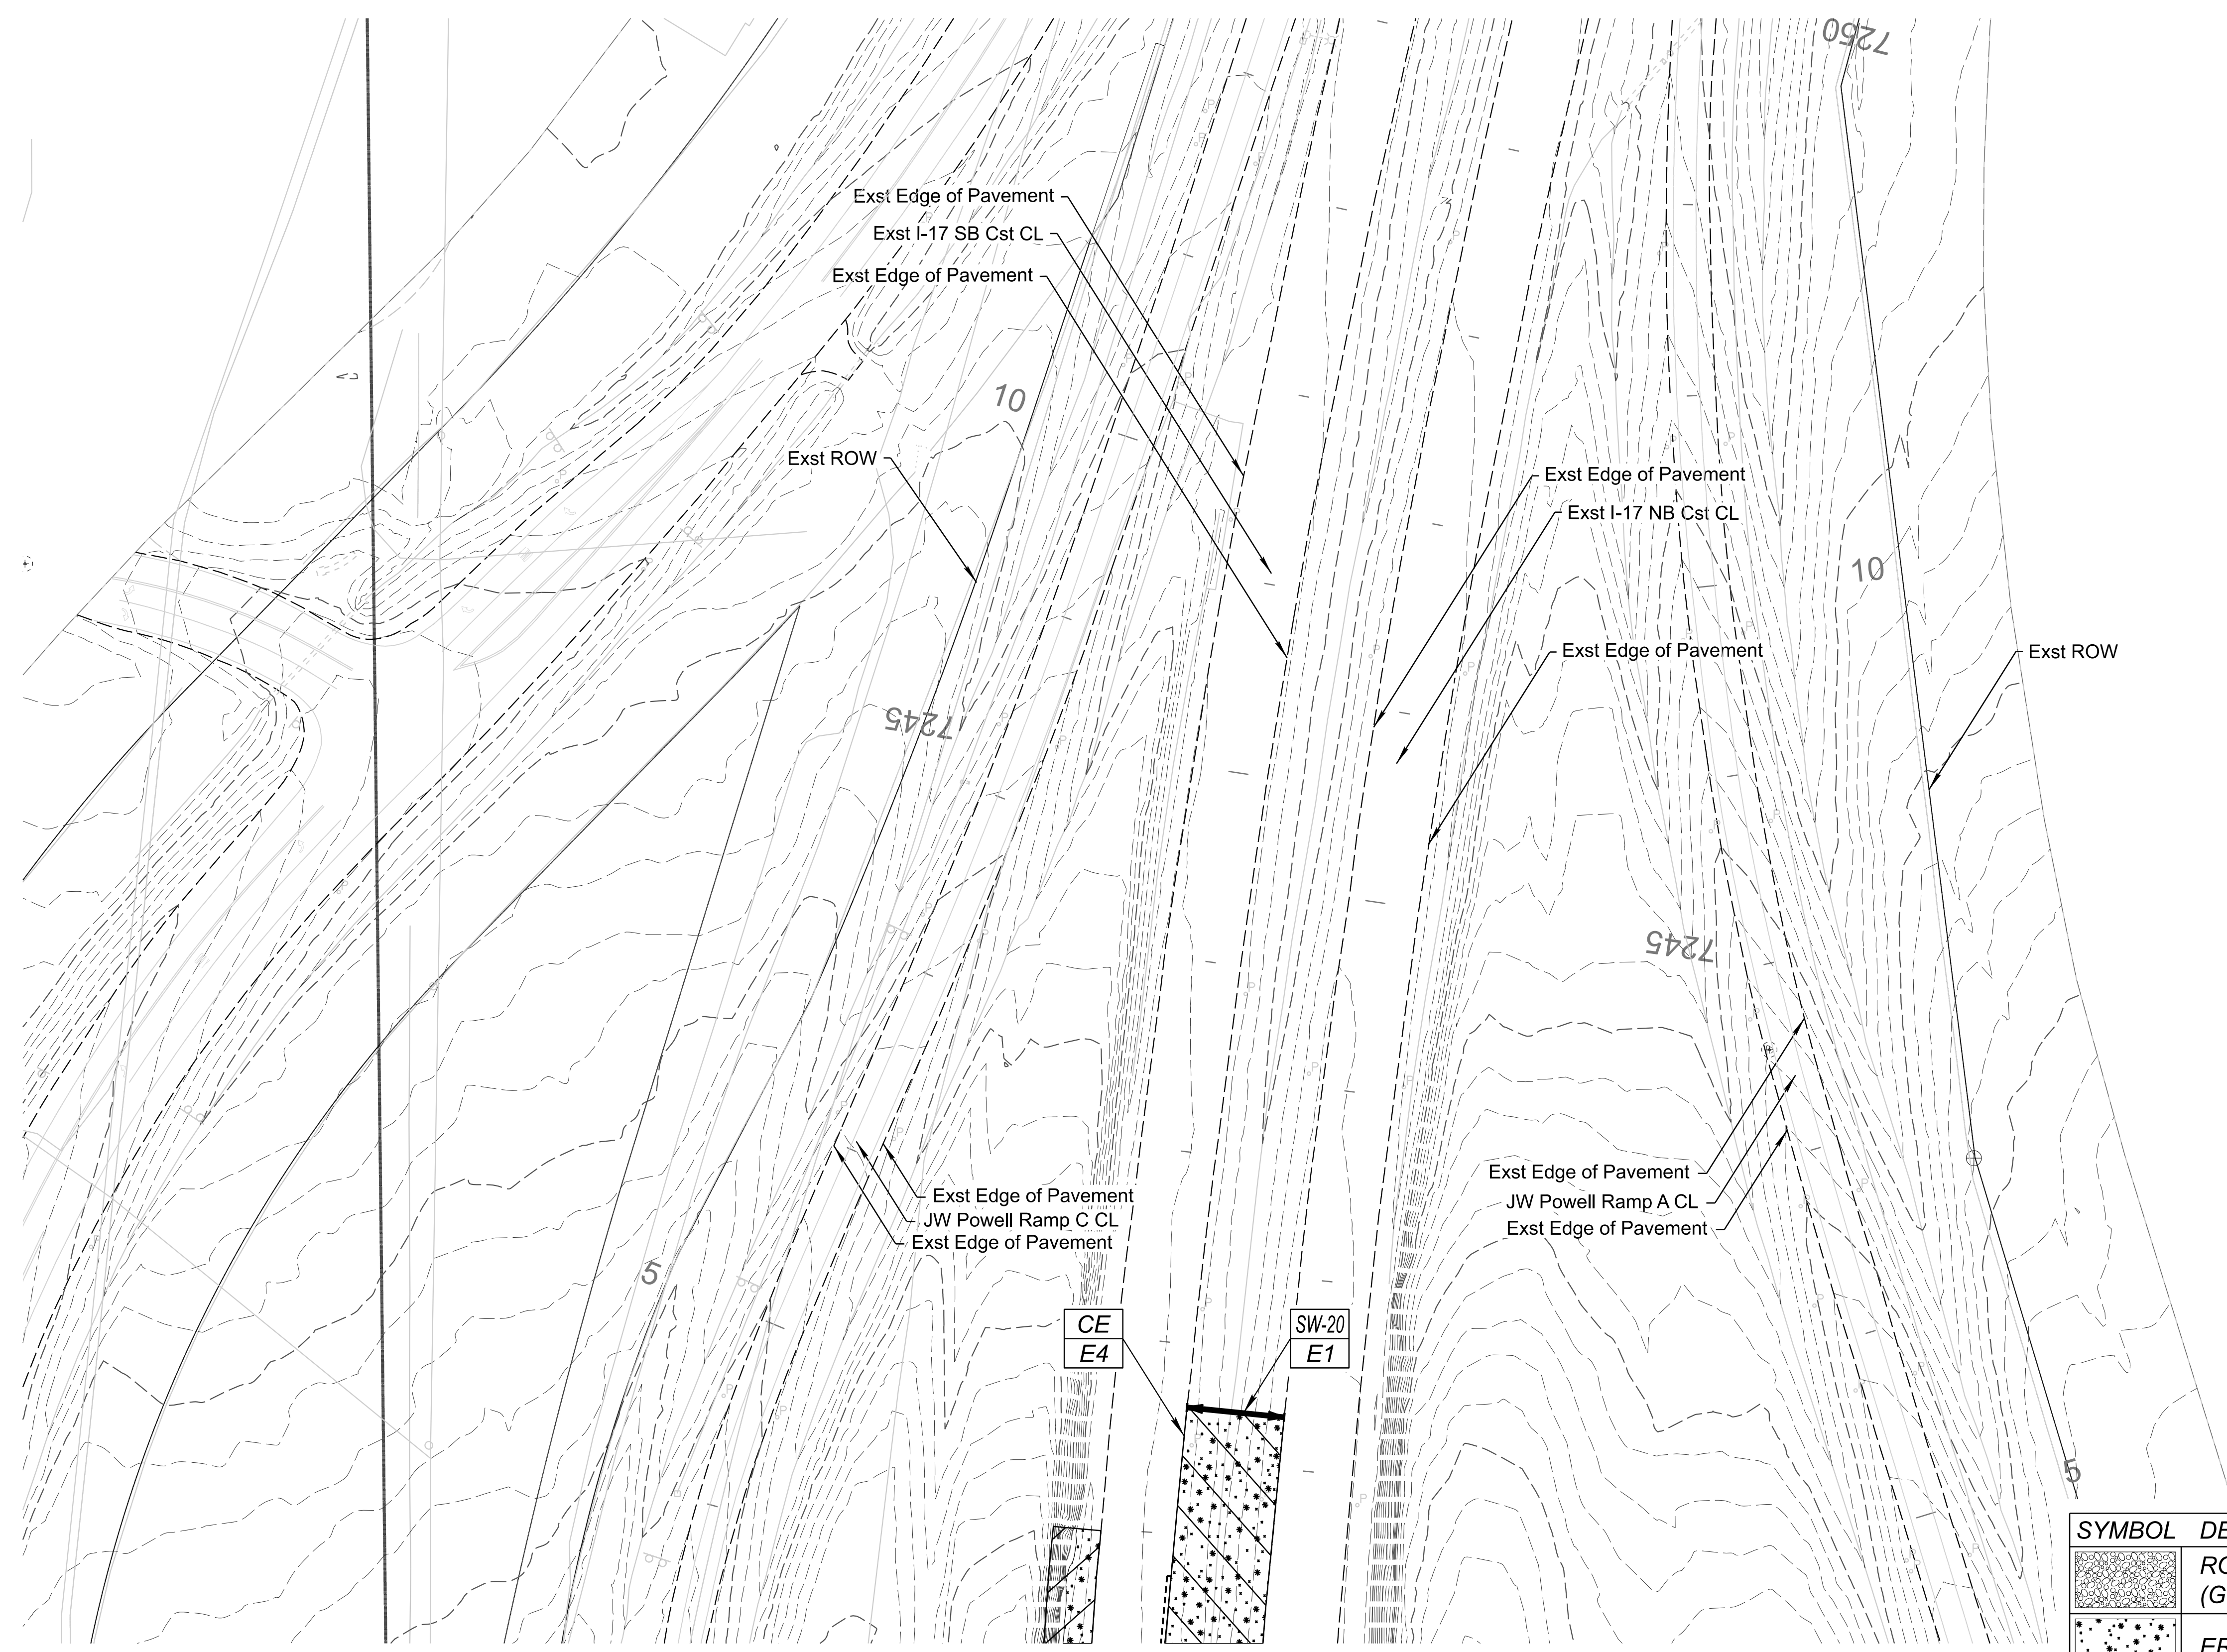 7250
Exst Edge of Pavement
Exst I-17 SB Cst CL
Exst Edge of Pavement
10
Exst ROW
Exst Edge of Pavement
Exst I-17 NB Cst CL
10
Exst Edge of Pavement
Exst ROW
7245
7245
Exst Edge of Pavement
JW Powell Ramp C CL
Exst Edge of Pavement
Exst Edge of Pavement
JW Powell Ramp A CL
Exst Edge of Pavement
5
CE
E4
SW-20
E1
5
SYMBOL